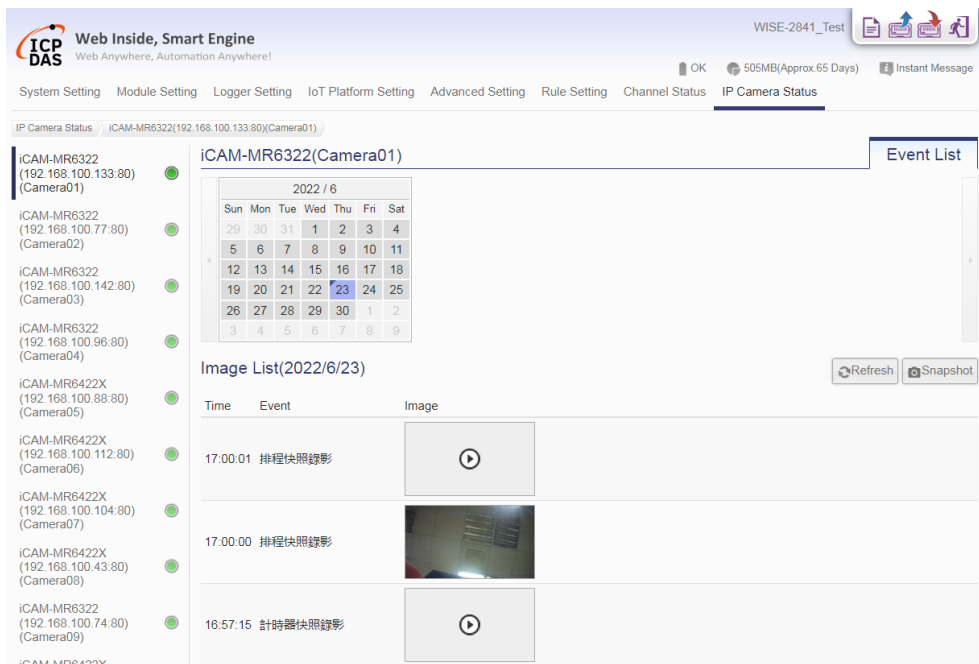 ICP DAS
Web Inside, Smart Engine
Web Anywhere, Automation Anywhere!
WISE-2841_Test
OK 505MB(Approx.65 Days) Instant Message
System Setting Module Setting Logger Setting IoT Platform Setting Advanced Setting Rule Setting Channel Status IP Camera Status
IP Camera Status iCAM-MR6322(192.168.100.133:80)(Camera01)
iCAM-MR6322
(192.168.100.133:80)
(Camera01)
iCAM-MR6322
(192.168.100.77:80)
(Camera02)
iCAM-MR6322
(192.168.100.142:80)
(Camera03)
iCAM-MR6322
(192.168.100.96:80)
(Camera04)
iCAM-MR6422X
(192.168.100.88:80)
(Camera05)
iCAM-MR6422X
(192.168.100.112:80)
(Camera06)
iCAM-MR6422X
(192.168.100.104:80)
(Camera07)
iCAM-MR6422X
(192.168.100.43:80)
(Camera08)
iCAM-MR6322
(192.168.100.74:80)
(Camera09)
iCAM-MR6422X
iCAM-MR6322(Camera01)
Event List
2022 / 6
Sun Mon Tue Wed Thu Fri Sat
29 30 31 1 2 3 4
5 6 7 8 9 10 11
12 13 14 15 16 17 18
19 20 21 22 23 24 25
26 27 28 29 30 1 2
3 4 5 6 7 8 9
Image List(2022/6/23)
Refresh Snapshot
Time Event Image
17:00:01 排程快照錄影
17:00:00 排程快照錄影
16:57:15 計時器快照錄影